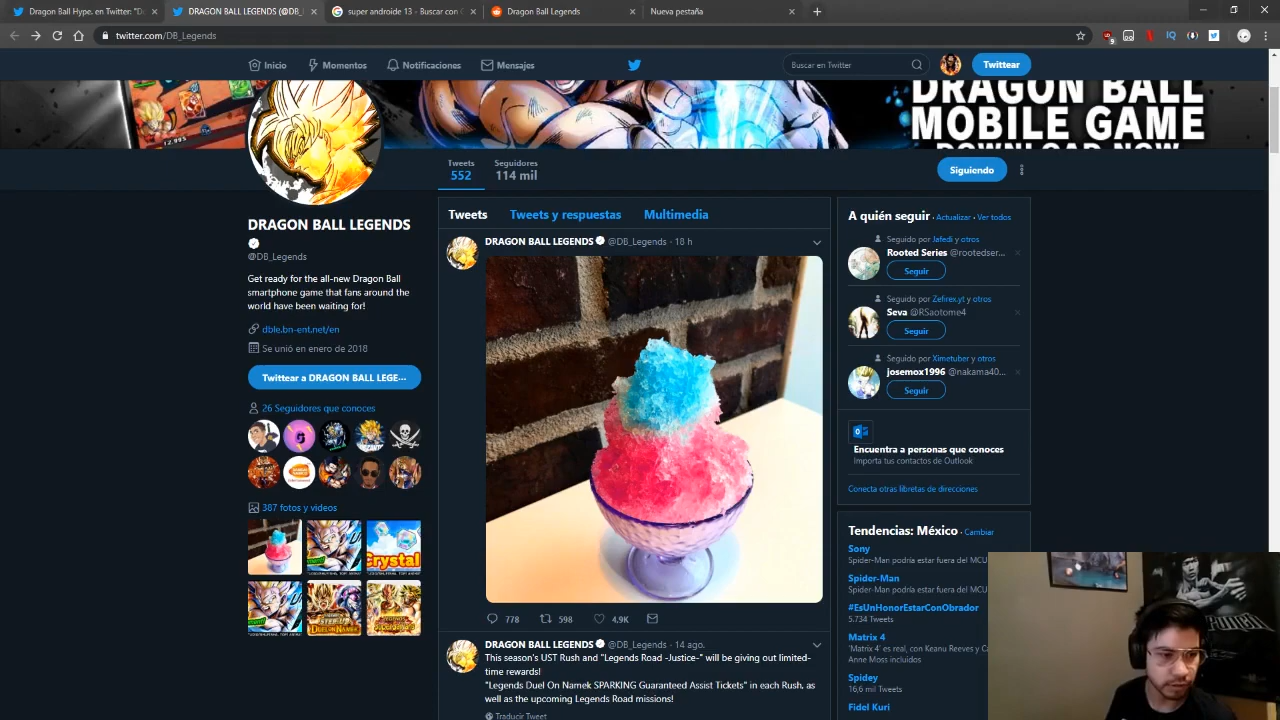 Dragon Ball Hype. on Twitter: "D
DRAGON BALL LEGENDS (@DB_
super androide 13 - Buscar con G
Dragon Ball Legends
Nueva pestaña
twitter.com/DB_Legends
9
IQ
Inicio
Momentos
Notificaciones
Mensajes
Buscar en Twitter
Twittear
DRAGON BALL
MOBILE GAME
DOWNLOAD NOW
Tweets
552
Seguidores
114 mil
Siguiendo
DRAGON BALL LEGENDS
@DB_Legends
Get ready for the all-new Dragon Ball
smartphone game that fans around the
world have been waiting for!
dble.bn-ent.net/en
Se unió en enero de 2018
Twittear a DRAGON BALL LEGE···
26 Seguidores que conoces
387 fotos y videos
Crystal
Tweets
Tweets y respuestas
Multimedia
DRAGON BALL LEGENDS @DB_Legends · 18 h
778
598
4,9K
DRAGON BALL LEGENDS @DB_Legends · 14 ago.
This season's UST Rush and "Legends Road -Justice-" will be giving out limited-
time rewards!
"Legends Duel On Namek SPARKING Guaranteed Assist Tickets" in each Rush, as
well as the upcoming Legends Road missions!
Traducir Tweet
A quién seguir · Actualizar · Ver todos
Seguido por Jafedi y otros
Rooted Series @rootedser...
Seguir
Seguido por Zefirex.yt y otros
Seva @RSaotome4
Seguir
Seguido por Ximetuber y otros
josemox1996 @nakama40...
Seguir
Encuentra a personas que conoces
Importa tus contactos de Outlook
Conecta otras libretas de direcciones
Tendencias: México · Cambiar
Sony
Spider-Man podría estar fuera del MCU
Spider-Man
Spider-Man podría estar fuera del MCU
#EsUnHonorEstarConObrador
5.734 Tweets
Matrix 4
'Matrix 4' es real, con Keanu Reeves y Ca
Anne Moss incluidos
Spidey
16,6 mil Tweets
Fidel Kuri